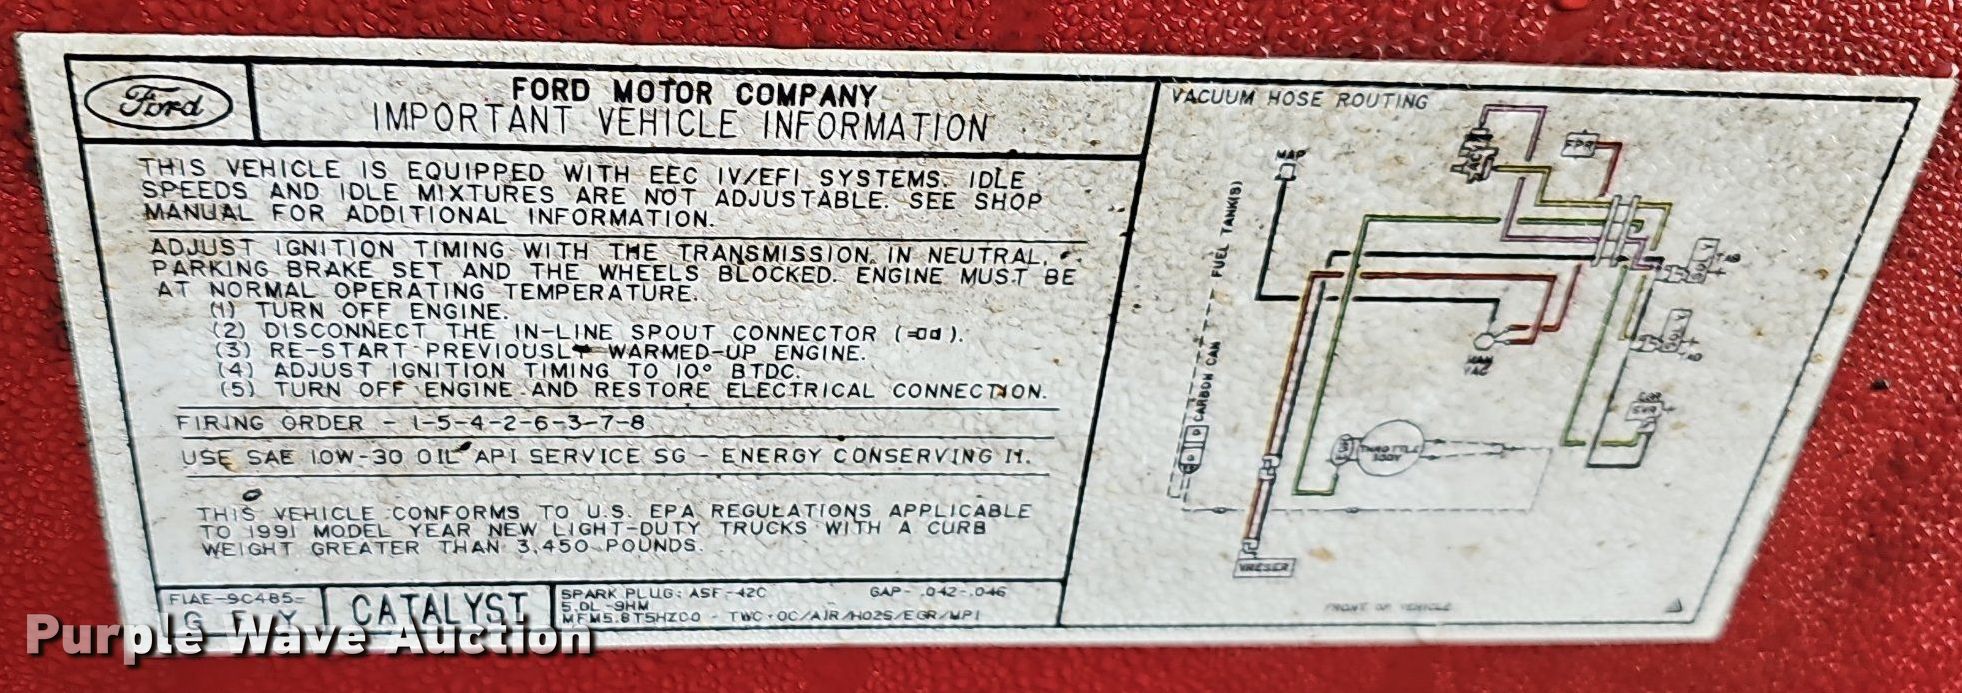 Ford
FORD MOTOR COMPANY
IMPORTANT VEHICLE INFORMATION
THIS VEHICLE IS EQUIPPED WITH EEC IV/EFI SYSTEMS. IDLE
SPEEDS AND IDLE MIXTURES ARE NOT ADJUSTABLE. SEE SHOP
MANUAL FOR ADDITIONAL INFORMATION.
ADJUST IGNITION TIMING WITH THE TRANSMISSION IN NEUTRAL,
PARKING BRAKE SET AND THE WHEELS BLOCKED. ENGINE MUST BE
AT NORMAL OPERATING TEMPERATURE.
(1) TURN OFF ENGINE.
(2) DISCONNECT THE IN-LINE SPOUT CONNECTOR ( ).
(3) RE-START PREVIOUSLY WARMED-UP ENGINE.
(4) ADJUST IGNITION TIMING TO 10° BTDC.
(5) TURN OFF ENGINE AND RESTORE ELECTRICAL CONNECTION.
FIRING ORDER - 1-5-4-2-6-3-7-8
USE SAE 10W-30 OIL API SERVICE SG - ENERGY CONSERVING II.
THIS VEHICLE CONFORMS TO U.S. EPA REGULATIONS APPLICABLE
TO 1991 MODEL YEAR NEW LIGHT-DUTY TRUCKS WITH A CURB
WEIGHT GREATER THAN 3,450 POUNDS.
F1AE-9C485-
CATALYST
SPARK PLUG: ASF-42C GAP- .042-.046
5.0L -9HM
MFM5.8T5HZC0 - TWC+OC/AIR/HO2S/EGR/MPI
VACUUM HOSE ROUTING
MAP
FPR
FUEL TANK(S)
CARBON CAN
MAN
VAC
THROTTLE
BODY
VRESER
FRONT OF VEHICLE
Purple Wave Auction